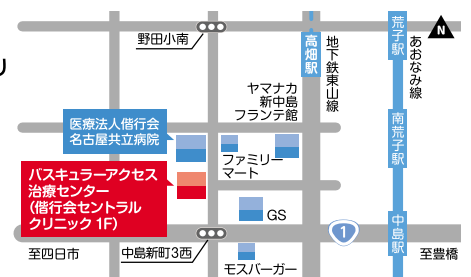 り
野田小南
高畑駅
地下鉄東山線
荒子駅
あおなみ線
N
ヤマナカ
新中島
フランテ館
医療法人偕行会
名古屋共立病院
南荒子駅
ファミリー
マート
バスキュラーアクセス
治療センター
(偕行会セントラル
クリニック 1F)
GS
1
中島駅
至四日市
中島新町3西
モスバーガー
至豊橋